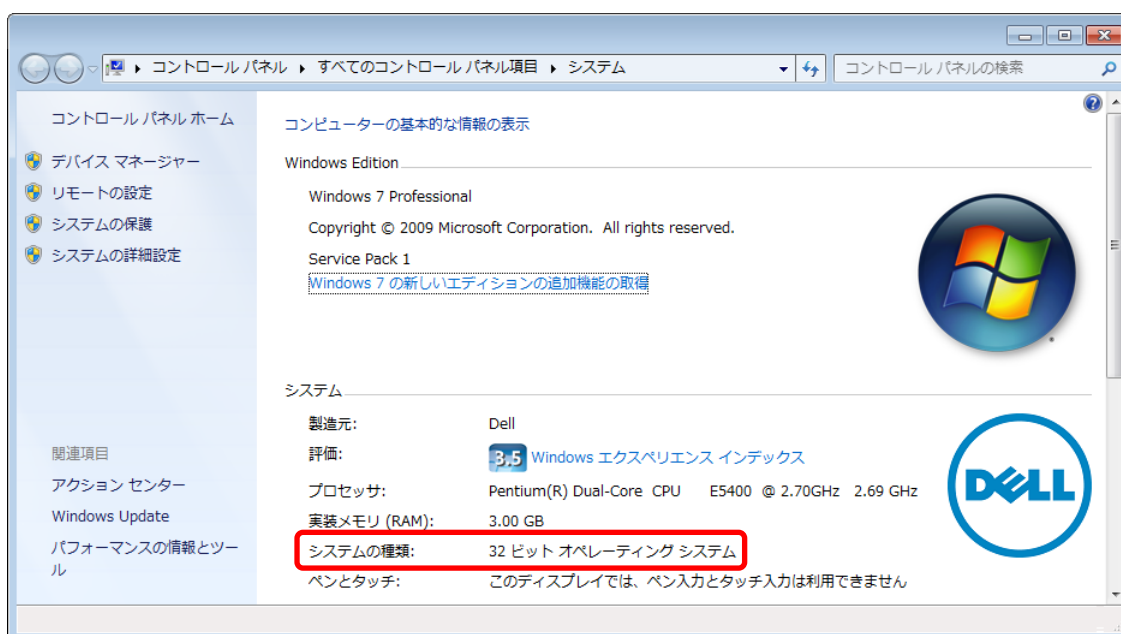 コントロール パネル ▸ すべてのコントロール パネル項目 ▸ システム
コントロール パネルの検索
コントロール パネル ホーム
デバイス マネージャー
リモートの設定
システムの保護
システムの詳細設定
関連項目
アクション センター
Windows Update
パフォーマンスの情報とツー
ル
コンピューターの基本的な情報の表示
Windows Edition
Windows 7 Professional
Copyright © 2009 Microsoft Corporation. All rights reserved.
Service Pack 1
Windows 7 の新しいエディションの追加機能の取得
システム
製造元: Dell
評価: 3,5 Windows エクスペリエンス インデックス
プロセッサ: Pentium(R) Dual-Core CPU E5400 @ 2.70GHz 2.69 GHz
実装メモリ (RAM): 3.00 GB
システムの種類: 32 ビット オペレーティング システム
ペンとタッチ: このディスプレイでは、ペン入力とタッチ入力は利用できません
DELL